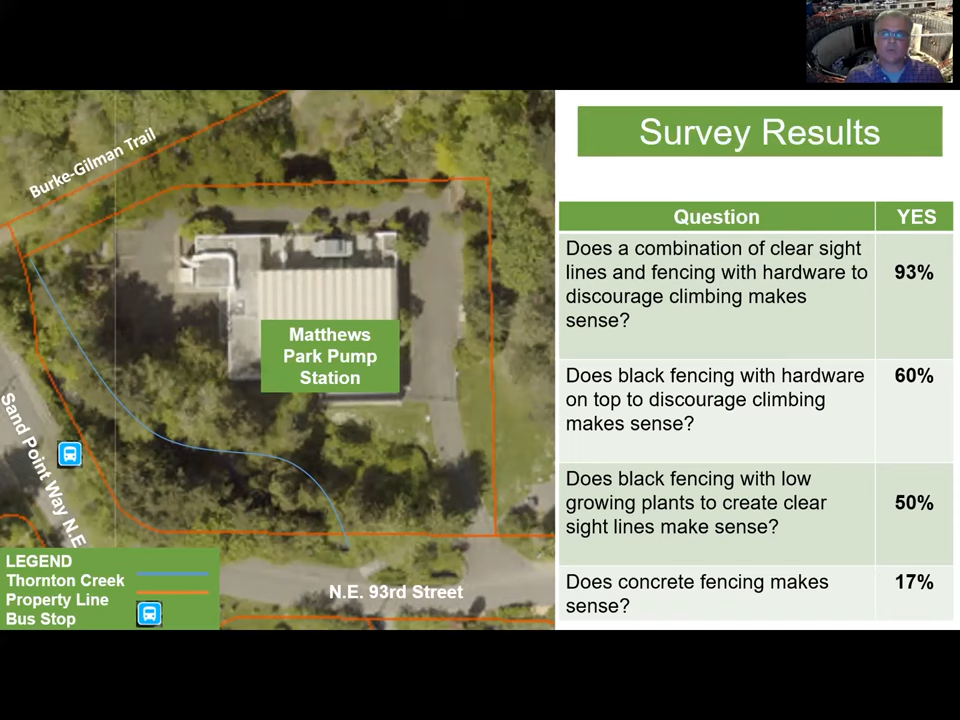 Survey Results
Burke-Gilman Trail
Matthews
Park Pump
Station
Sand Point Way N.E
N.E. 93rd Street
LEGEND
Thornton Creek
Property Line
Bus Stop
Question YES
Does a combination of clear sight
lines and fencing with hardware to
discourage climbing makes
sense?
93%
Does black fencing with hardware
on top to discourage climbing
makes sense?
60%
Does black fencing with low
growing plants to create clear
sight lines make sense?
50%
Does concrete fencing makes
sense?
17%